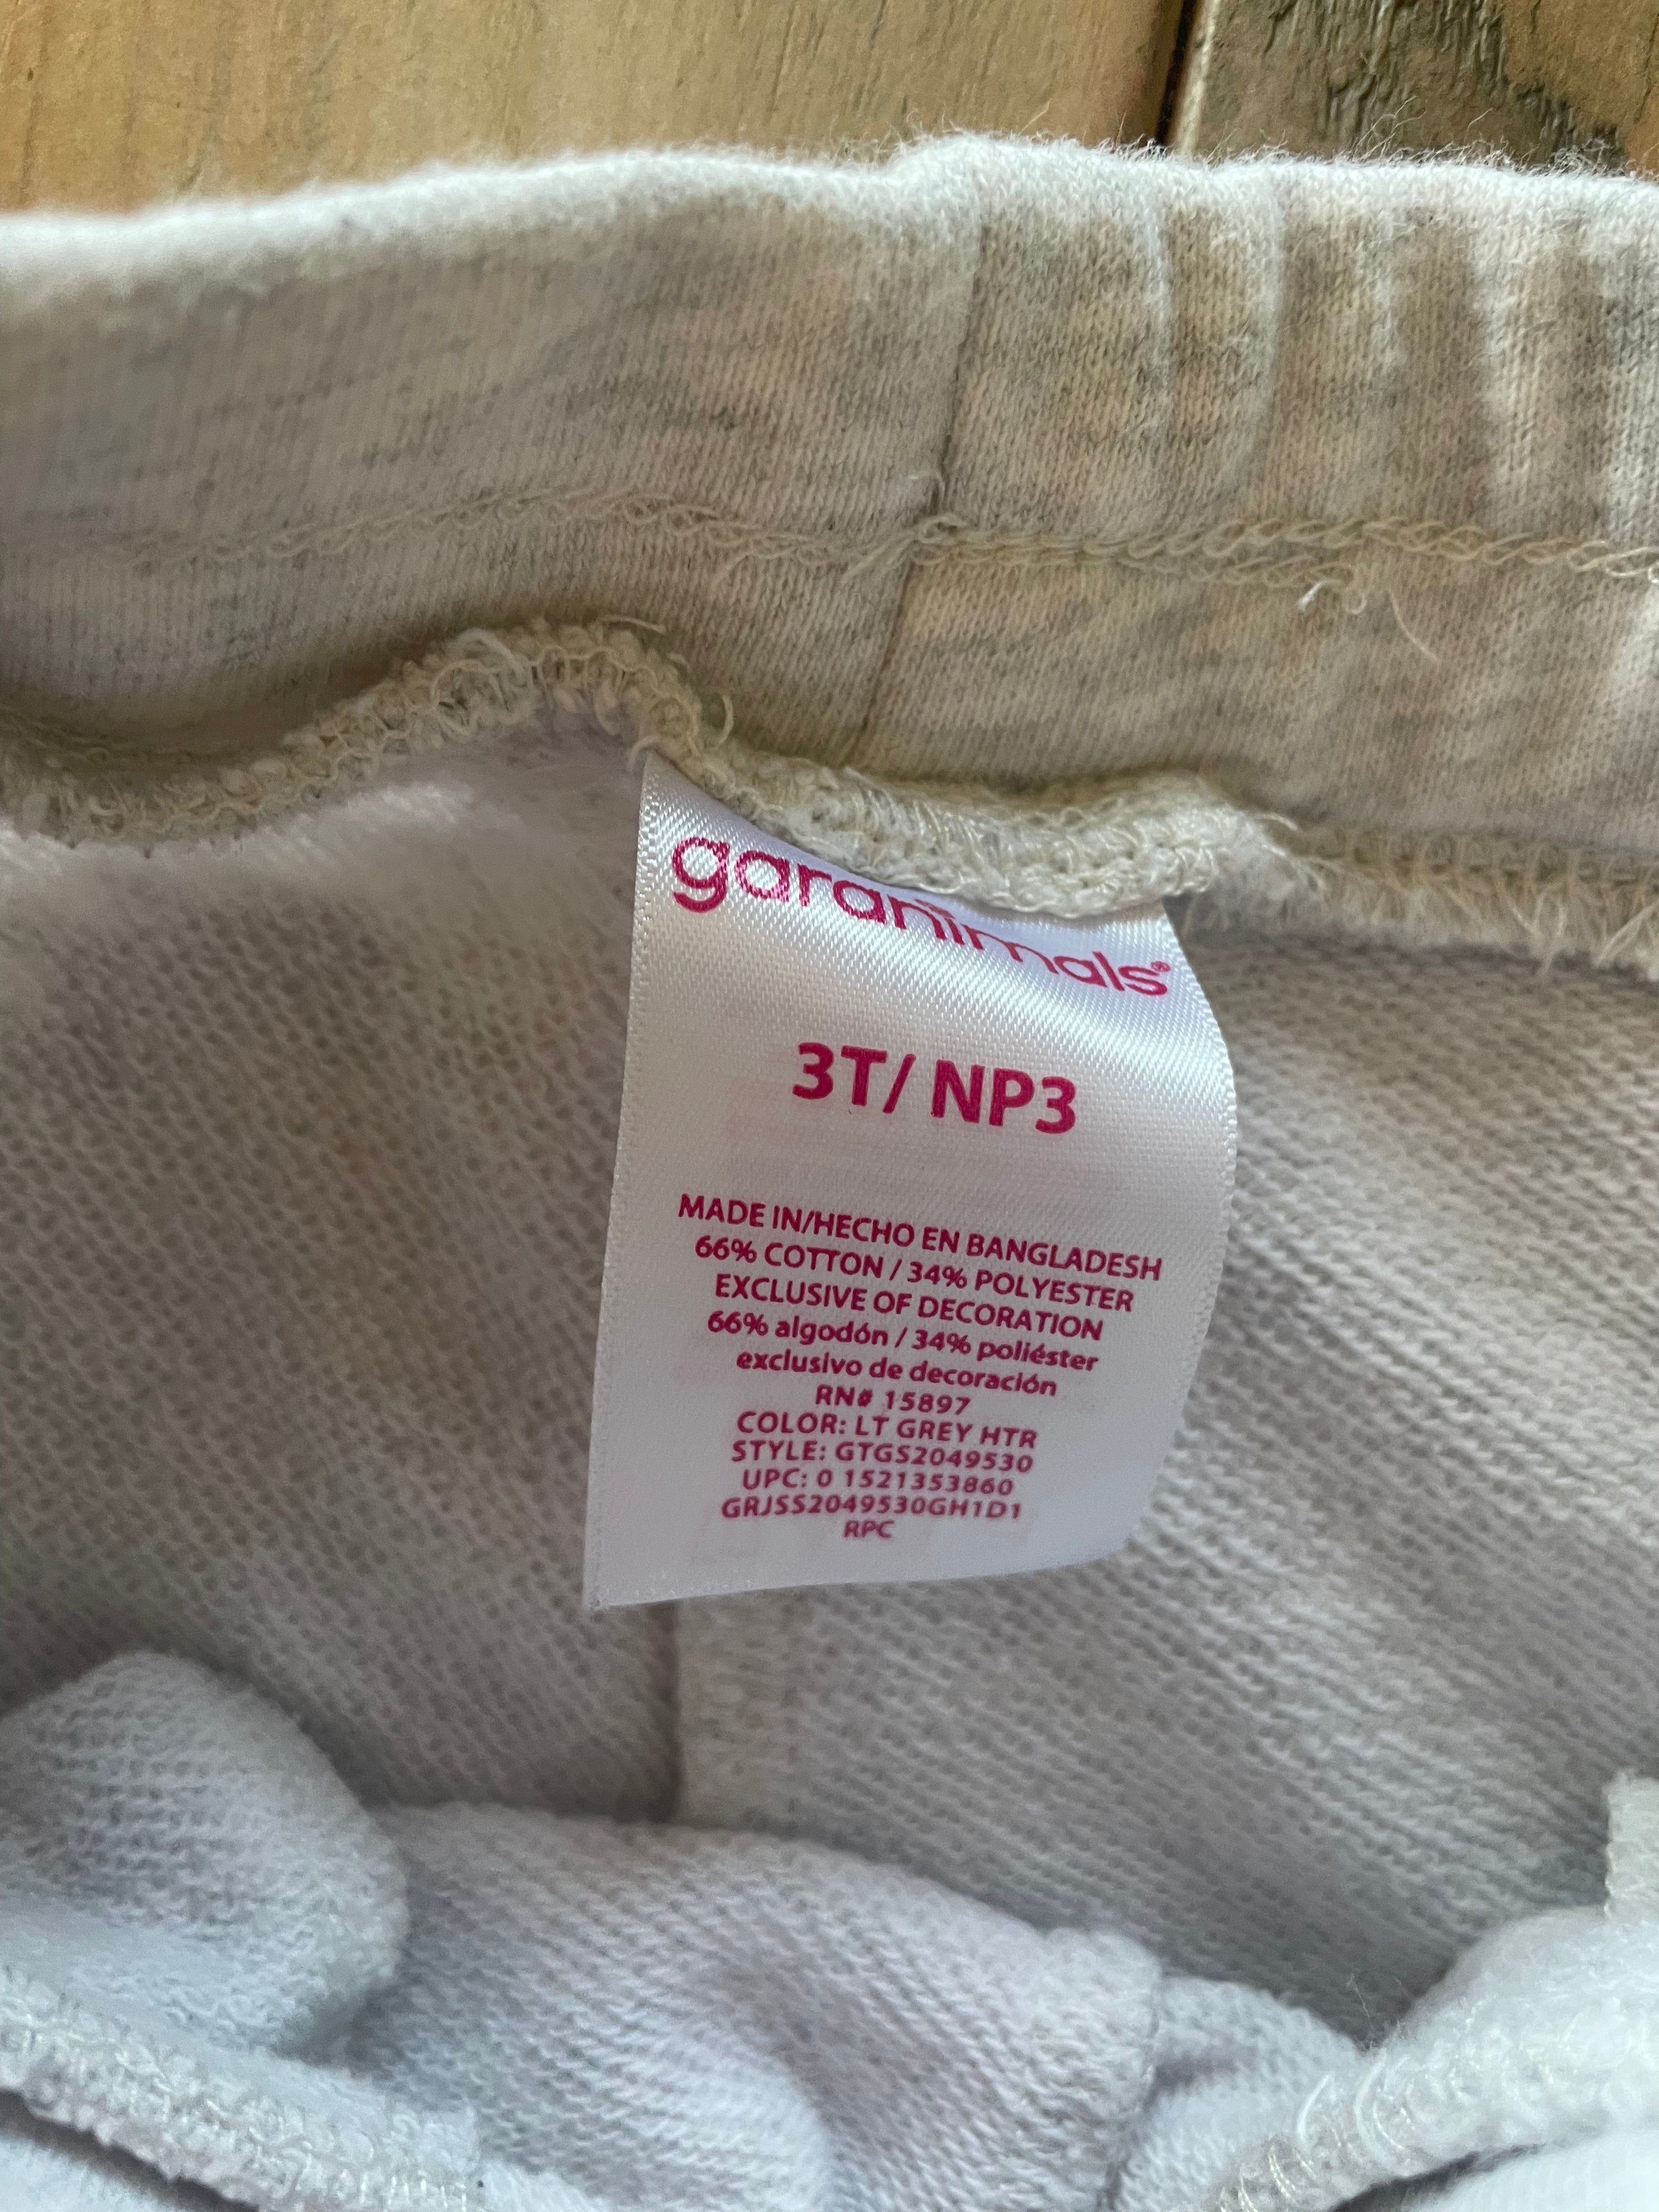 garanimals®
3T/ NP3
MADE IN/HECHO EN BANGLADESH
66% COTTON / 34% POLYESTER
EXCLUSIVE OF DECORATION
66% algodón / 34% poliéster
exclusivo de decoración
RN# 15897
COLOR: LT GREY HTR
STYLE: GTGS2049530
UPC: 0 1521353860
GRJSS2049530GH1D1
RPC